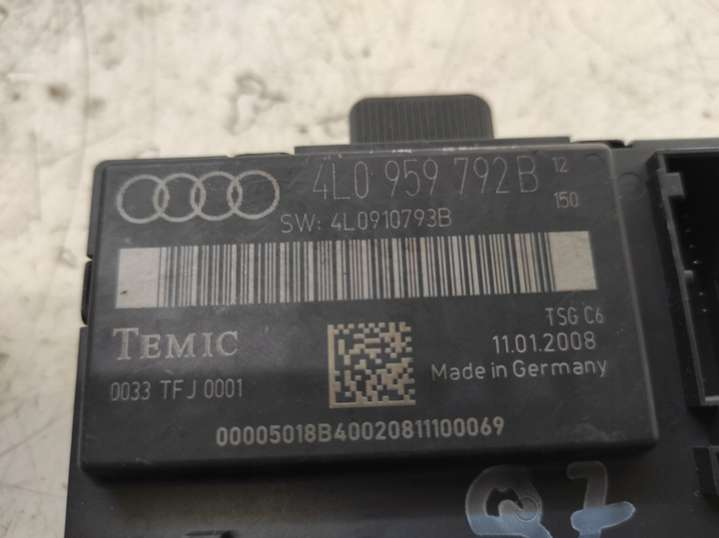 4L0 959 792 B 12
150
SW: 4L0910793B
TEMIC
TSG C6
11.01.2008
0033 TFJ 0001
Made in Germany
00005018B40020811100069
Q7